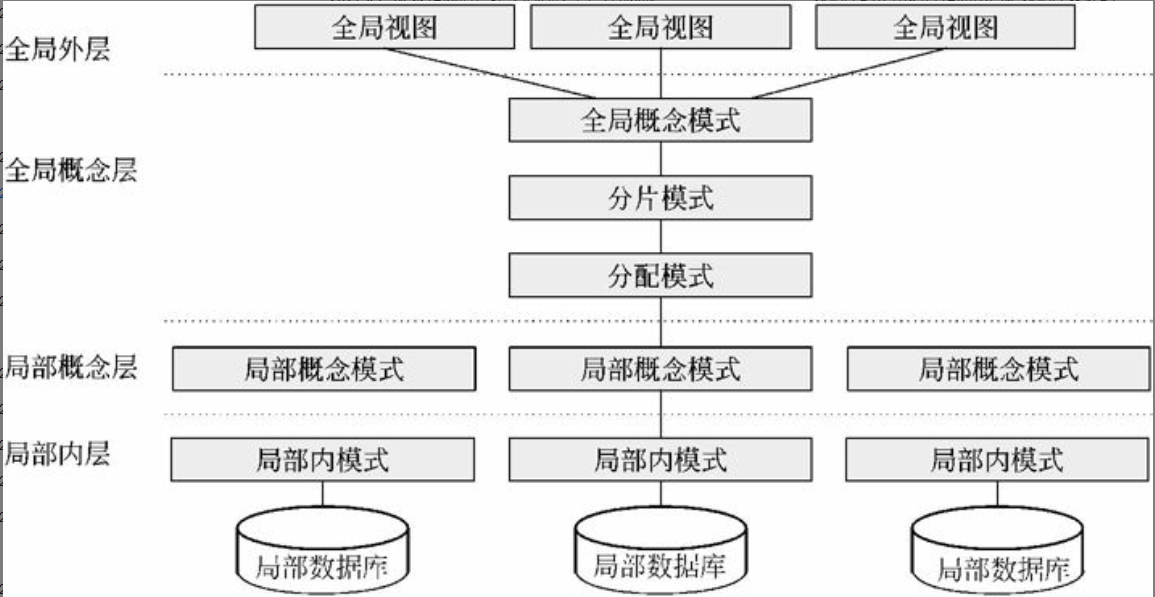 全局外层
全局视图
全局视图
全局视图
全局概念层
全局概念模式
分片模式
分配模式
局部概念层
局部概念模式
局部概念模式
局部概念模式
局部内层
局部内模式
局部内模式
局部内模式
局部数据库
局部数据库
局部数据库